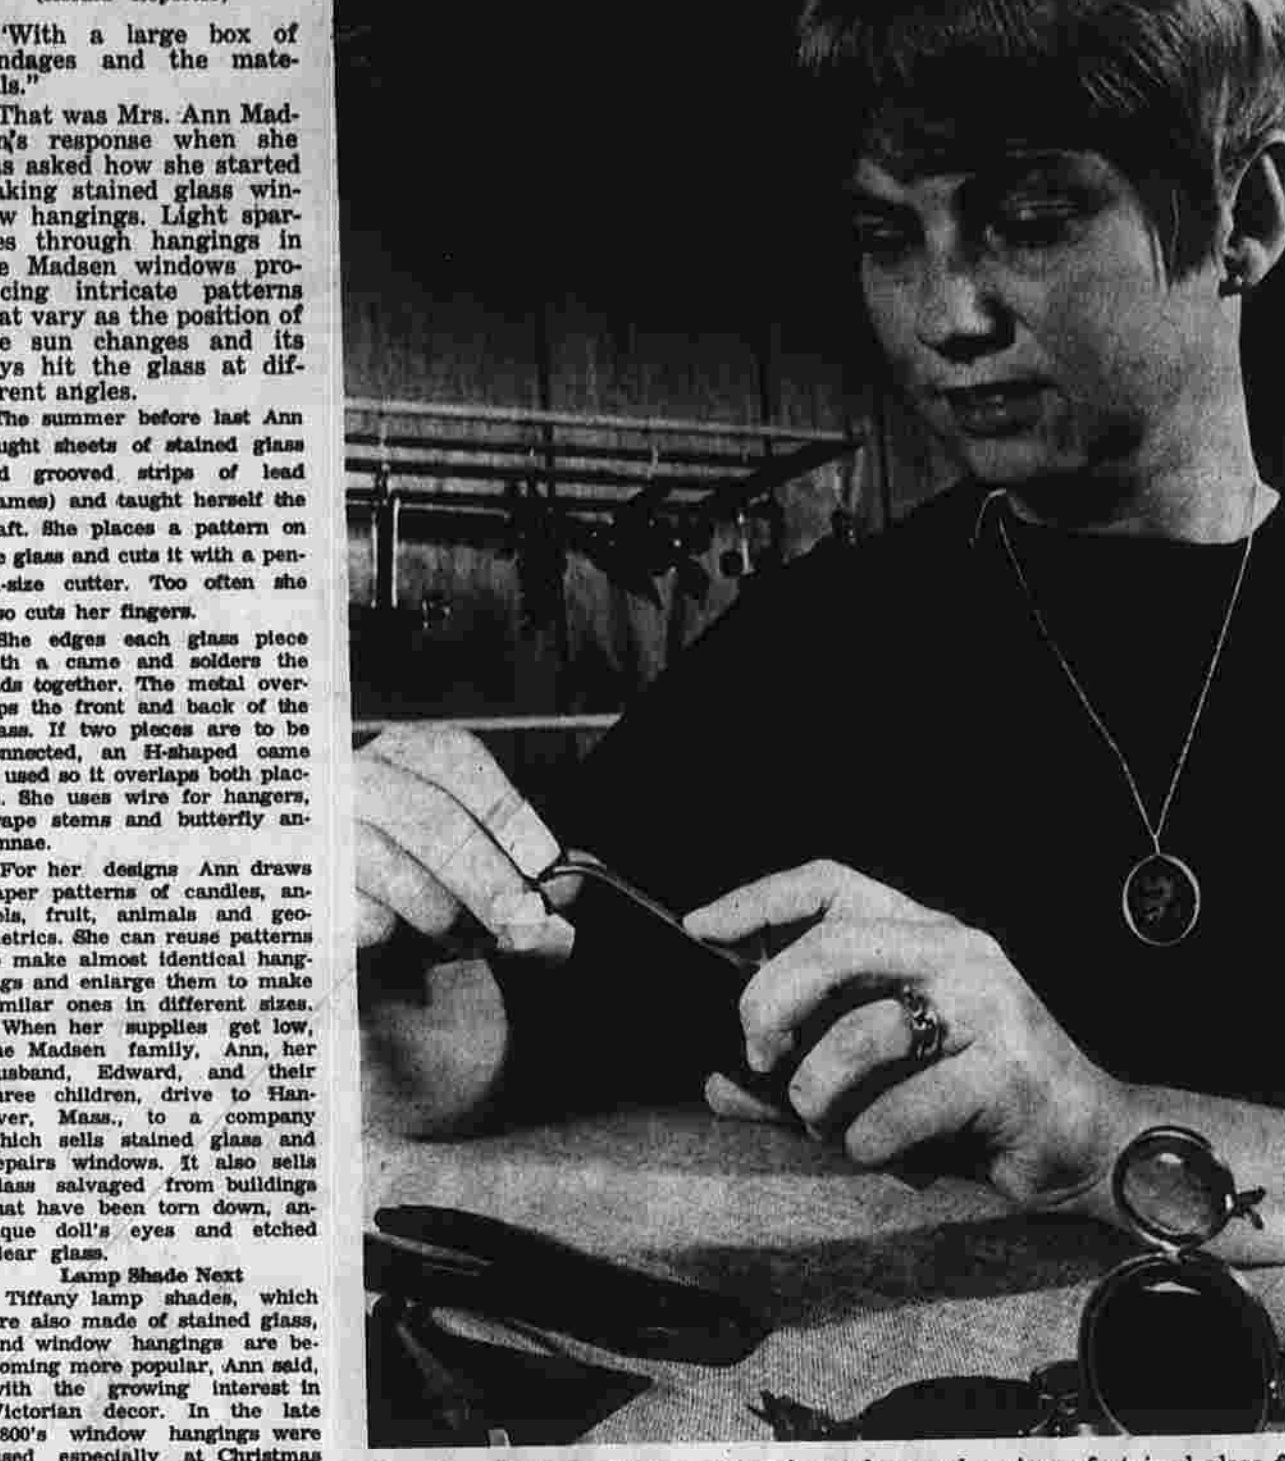 "With a large box of
ndages and the mate-
ls."
That was Mrs. Ann Mad-
n's response when she
s asked how she started
aking stained glass win-
w hangings. Light spar-
es through hangings in
e Madsen windows pro-
cing intricate patterns
at vary as the position of
e sun changes and its
ys hit the glass at dif-
rent angles.
The summer before last Ann
ught sheets of stained glass
d grooved strips of lead
ames) and taught herself the
aft. She places a pattern on
e glass and cuts it with a pen-
-size cutter. Too often she
so cuts her fingers.
She edges each glass piece
th a came and solders the
ds together. The metal over-
ps the front and back of the
ass. If two pieces are to be
nnected, an H-shaped came
used so it overlaps both plac-
. She uses wire for hangers,
rape stems and butterfly an-
nnae.
For her designs Ann draws
aper patterns of candles, an-
els, fruit, animals and geo-
etrics. She can reuse patterns
make almost identical hang-
gs and enlarge them to make
milar ones in different sizes.
When her supplies get low,
he Madsen family, Ann, her
usband, Edward, and their
hree children, drive to Han-
ver, Mass., to a company
hich sells stained glass and
epairs windows. It also sells
lass salvaged from buildings
hat have been torn down, an-
que doll's eyes and etched
lear glass.
Lamp Shade Next
Tiffany lamp shades, which
re also made of stained glass,
nd window hangings are be-
oming more popular, Ann said,
with the growing interest in
Victorian decor. In the late
800's window hangings were
sed especially at Christmas